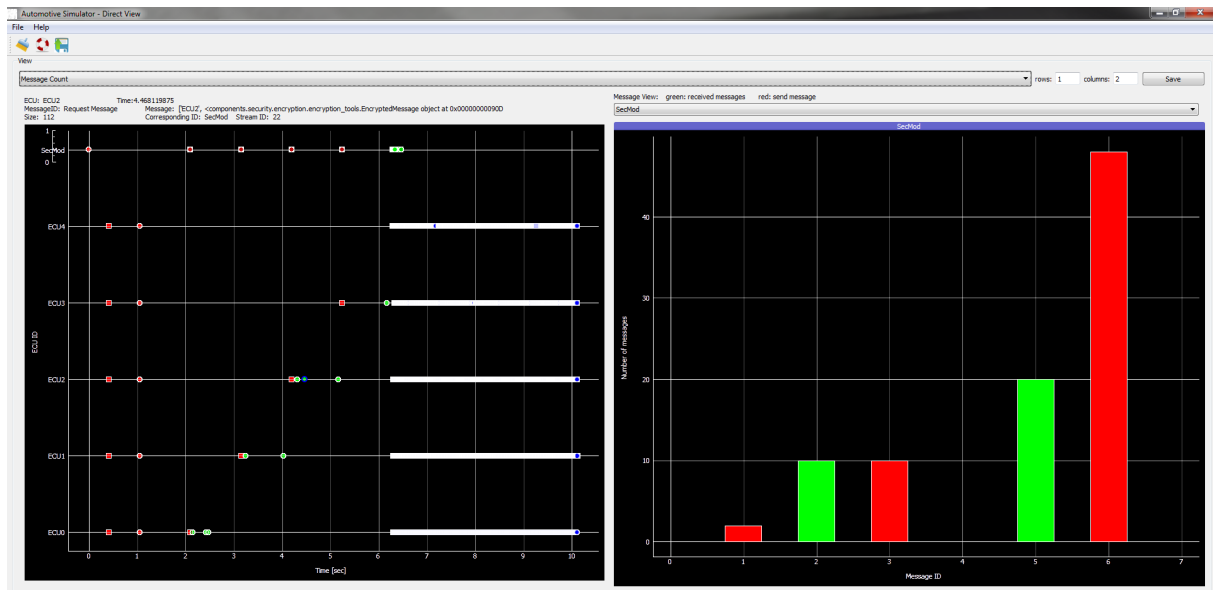 Automotive Simulator - Direct View
File Help
View
Message Count
rows: 1 columns: 2 Save
ECU: ECU2 Time:4.468119875
MessageID: Request Message Message: ['ECU2', <components.security.encryption.encryption_tools.EncryptedMessage object at 0x00000000090D
Size: 112 Corresponding ID: SecMod Stream ID: 22
1
SecMod
0
ECU4
ECU3
ECU ID
ECU2
ECU1
ECU0
0 1 2 3 4 5 6 7 8 9 10
Time [sec]
Message View: green: received messages red: send message
SecMod
SecMod
40
30
Number of messages
20
10
0
0 1 2 3 4 5 6 7
Message ID